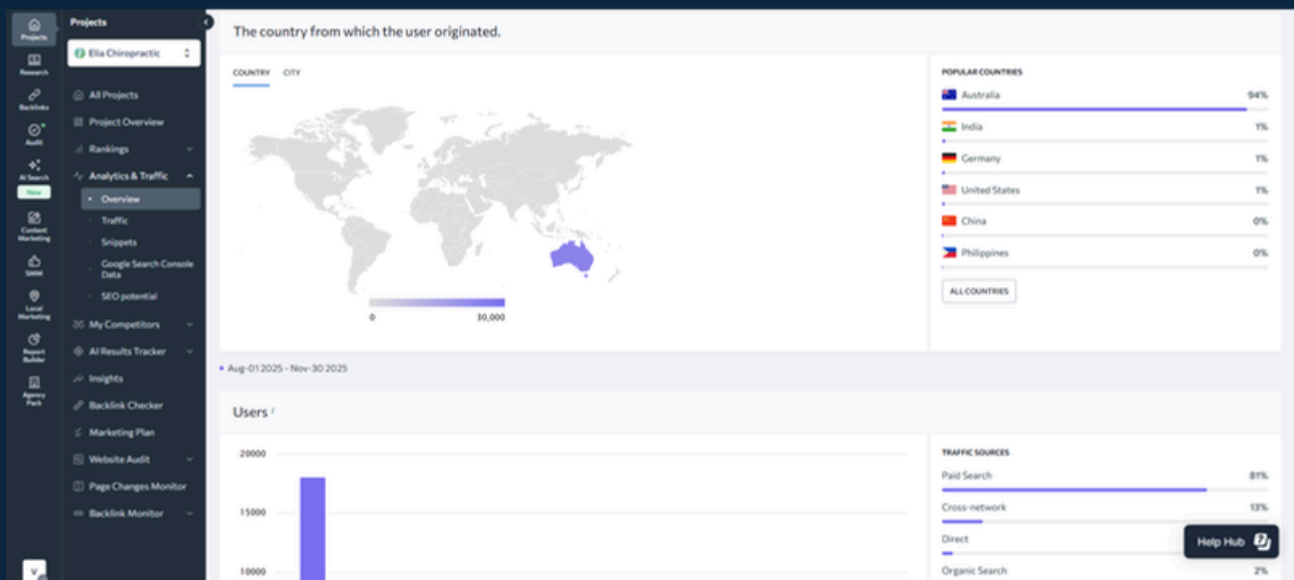 Projects
Research
Backlinks
Audit
AI Search
New
Content
Marketing
SMM
Local
Marketing
Report
Builder
Agency
Pack
V
Projects
Elia Chiropractic
All Projects
Project Overview
Rankings
Analytics & Traffic
Overview
Traffic
Snippets
Google Search Console
Data
SEO potential
My Competitors
AI Results Tracker
Insights
Backlink Checker
Marketing Plan
Website Audit
Page Changes Monitor
Backlink Monitor
The country from which the user originated.
COUNTRY CITY
0 30,000
POPULAR COUNTRIES
Australia 94%
India 1%
Germany 1%
United States 1%
China 0%
Philippines 0%
ALL COUNTRIES
Aug-01 2025 - Nov-30 2025
Users i
20000
15000
10000
TRAFFIC SOURCES
Paid Search 81%
Cross-network 13%
Direct
Organic Search 2%
Help Hub